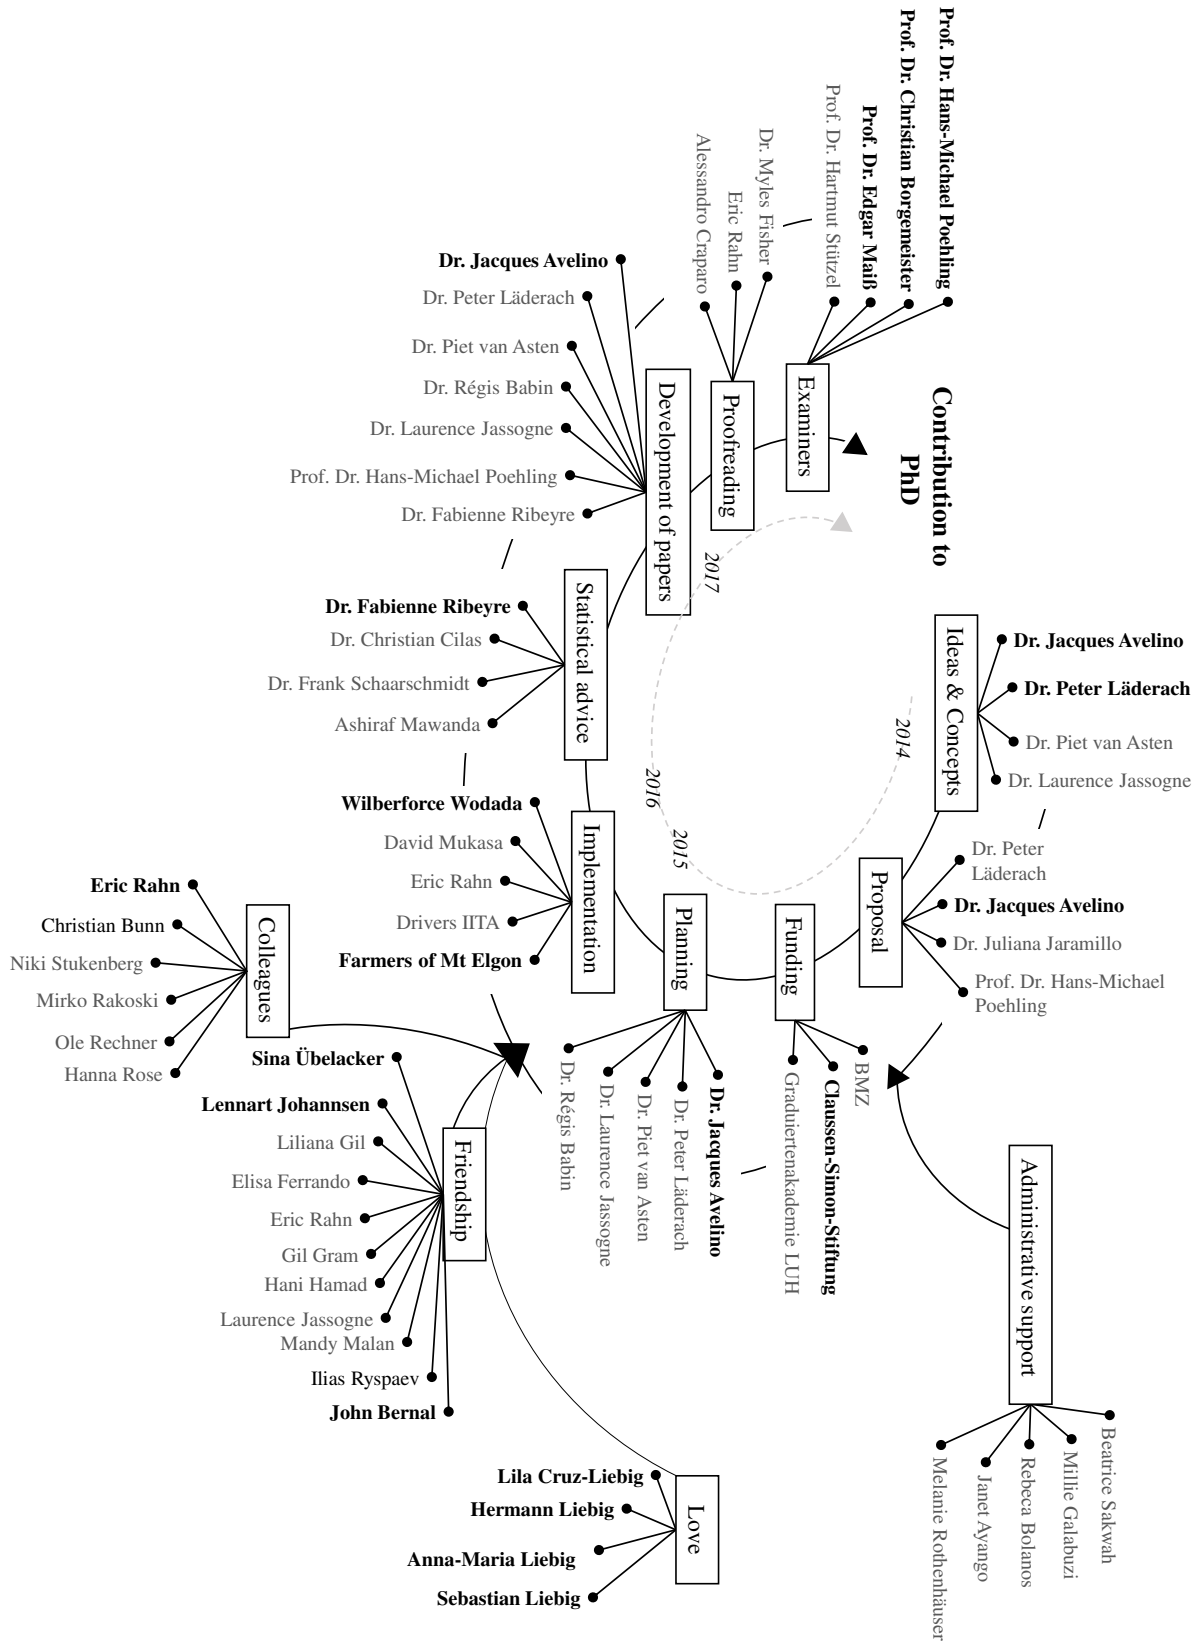 Contribution to
PhD
Ideas & Concepts
Dr. Jacques Avelino
Dr. Peter Läderach
Dr. Piet van Asten
Dr. Laurence Jassogne
Proposal
Dr. Peter
Läderach
Dr. Jacques Avelino
Dr. Juliana Jaramillo
Prof. Dr. Hans-Michael
Poehling
Funding
BMZ
Claussen-Simon-Stiftung
Graduiertenakademie LUH
Planning
Dr. Jacques Avelino
Dr. Peter Läderach
Dr. Piet van Asten
Dr. Laurence Jassogne
Dr. Régis Babin
Implementation
Wilberforce Wodada
David Mukasa
Eric Rahn
Drivers IITA
Farmers of Mt Elgon
Statistical advice
Dr. Fabienne Ribeyre
Dr. Christian Cilas
Dr. Frank Schaarschmidt
Ashiraf Mawanda
Development of papers
Dr. Jacques Avelino
Dr. Peter Läderach
Dr. Piet van Asten
Dr. Régis Babin
Dr. Laurence Jassogne
Prof. Dr. Hans-Michael Poehling
Dr. Fabienne Ribeyre
Proofreading
Alessandro Craparo
Eric Rahn
Dr. Myles Fisher
Examiners
Prof. Dr. Hartmut Stützel
Prof. Dr. Edgar Maiß
Prof. Dr. Christian Borgemeister
Prof. Dr. Hans-Michael Poehling
2014
2015
2016
2017
Colleagues
Eric Rahn
Christian Bunn
Niki Stukenberg
Mirko Rakoski
Ole Rechner
Hanna Rose
Friendship
Sina Übelacker
Lennart Johannsen
Liliana Gil
Elisa Ferrando
Eric Rahn
Gil Gram
Hani Hamad
Laurence Jassogne
Mandy Malan
Ilias Ryspaev
John Bernal
Love
Lila Cruz-Liebig
Hermann Liebig
Anna-Maria Liebig
Sebastian Liebig
Administrative support
Beatrice Sakwah
Millie Galabuzi
Rebeca Bolanos
Janet Ayango
Melanie Rothenhäuser